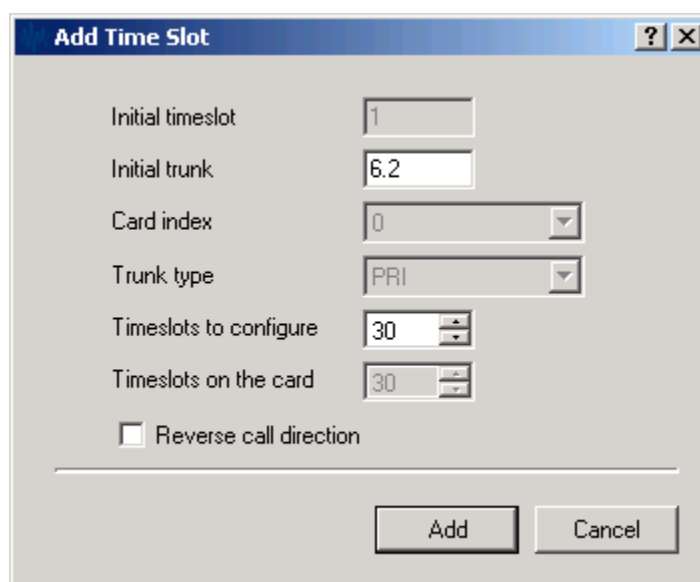 Add Time Slot ?
Initial timeslot 1
Initial trunk 6.2
Card index 0
Trunk type PRI
Timeslots to configure 30
Timeslots on the card 30
Reverse call direction
Add Cancel